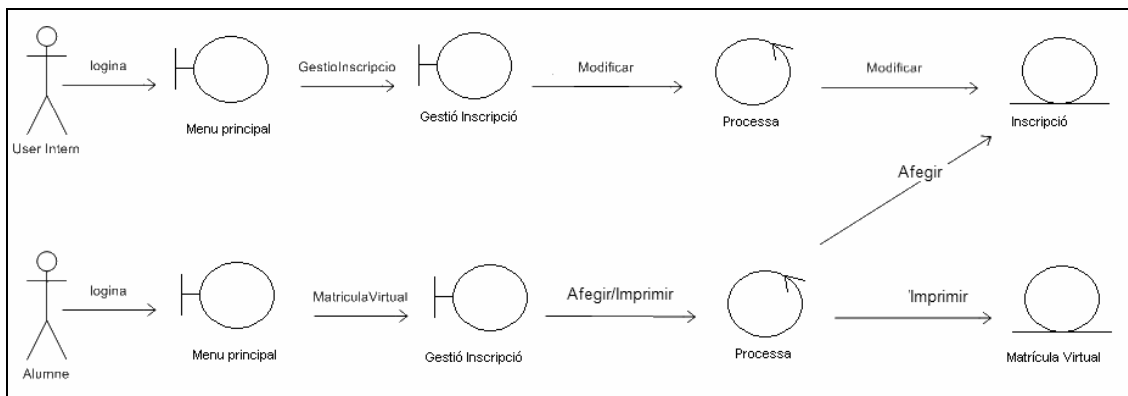 logina
GestioInscripcio
Modificar
Modificar
Menu principal
Gestió Inscripció
Processa
Inscripció
User Intern
Afegir
logina
MatriculaVirtual
Afegir/Imprimir
'Imprimir
Menu principal
Gestió Inscripció
Processa
Matrícula Virtual
Alumne